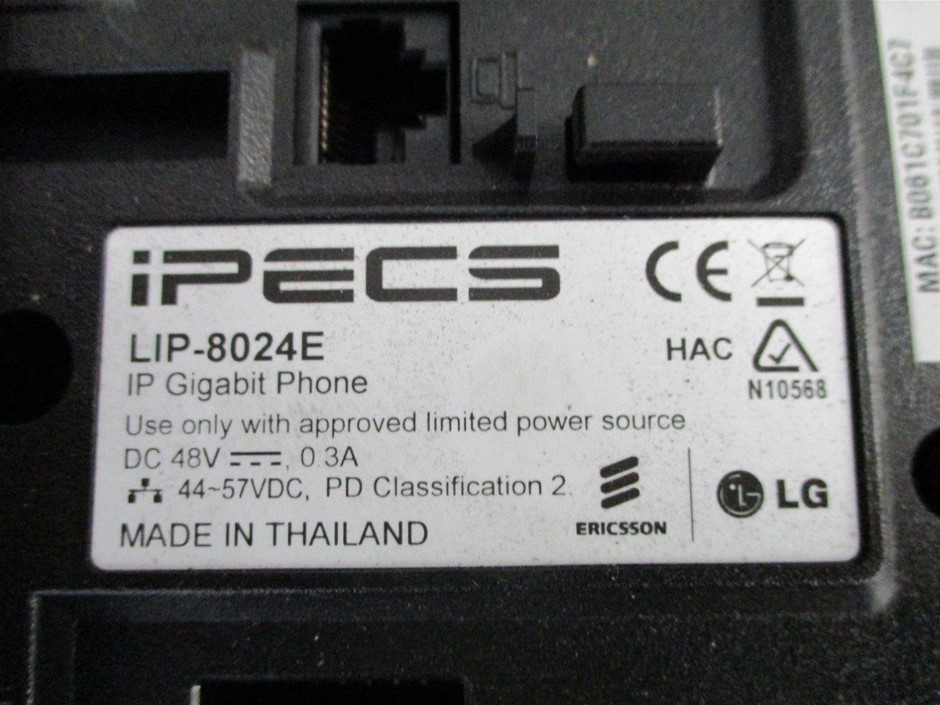 iPECS
CE
LIP-8024E
HAC
IP Gigabit Phone
N10568
Use only with approved limited power source
DC 48V ⎓, 0.3A
44~57VDC, PD Classification 2.
ERICSSON
LG
MADE IN THAILAND
MAC: B061C701F4C7